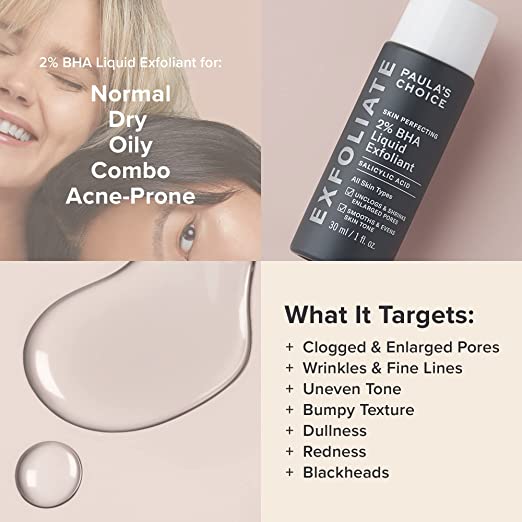 2% BHA Liquid Exfoliant for:
Normal
Dry
Oily
Combo
Acne-Prone
EXFOLIATE
PAULA'S
CHOICE
SKIN PERFECTING
2% BHA
Liquid
Exfoliant
SALICYLIC ACID
All Skin Types
UNCLOGS & SHRINKS
ENLARGED PORES
SMOOTHS & EVENS
SKIN TONE
30 ml / 1 fl. oz.
What It Targets:
+ Clogged & Enlarged Pores
+ Wrinkles & Fine Lines
+ Uneven Tone
+ Bumpy Texture
+ Dullness
+ Redness
+ Blackheads